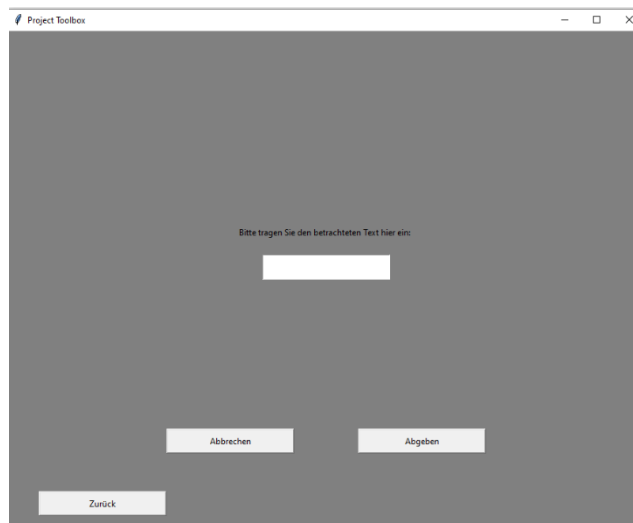 Project Toolbox
Bitte tragen Sie den betrachteten Text hier ein:
Abbrechen
Abgeben
Zurück